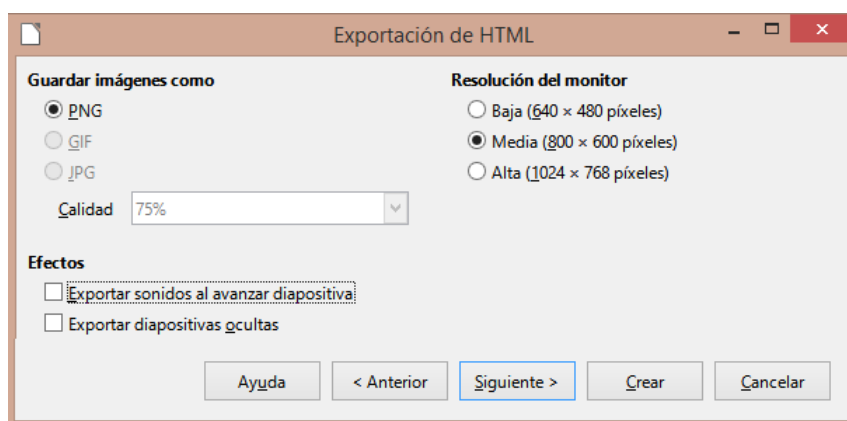 Exportación de HTML
Guardar imágenes como
PNG
GIF
JPG
Calidad 75%
Resolución del monitor
Baja (640 × 480 píxeles)
Media (800 × 600 píxeles)
Alta (1024 × 768 píxeles)
Efectos
Exportar sonidos al avanzar diapositiva
Exportar diapositivas ocultas
Ayuda < Anterior Siguiente > Crear Cancelar